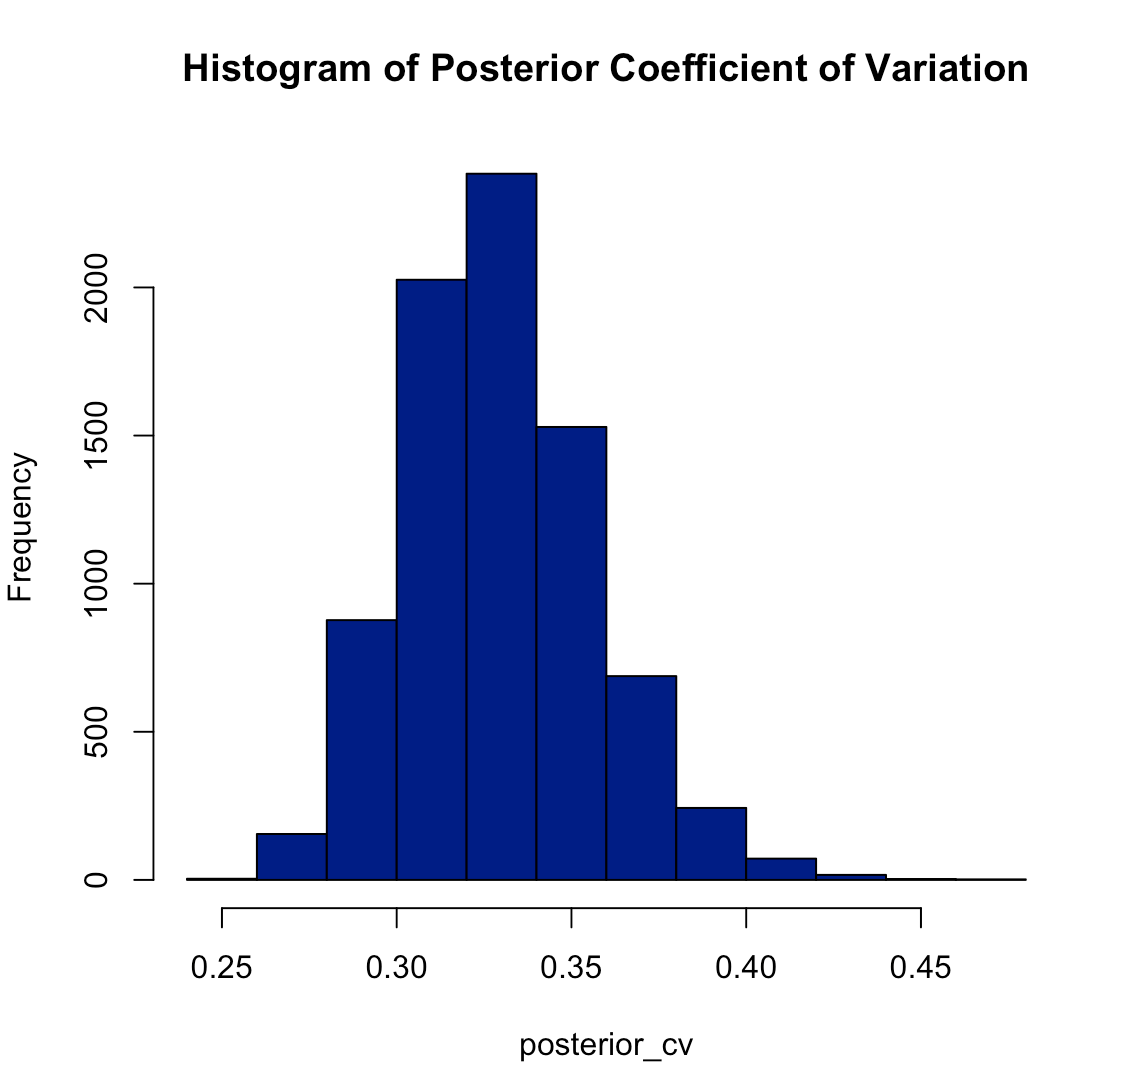 Histogram of Posterior Coefficient of Variation
Frequency
2000
1500
1000
500
0
0.25 0.30 0.35 0.40 0.45
posterior_cv